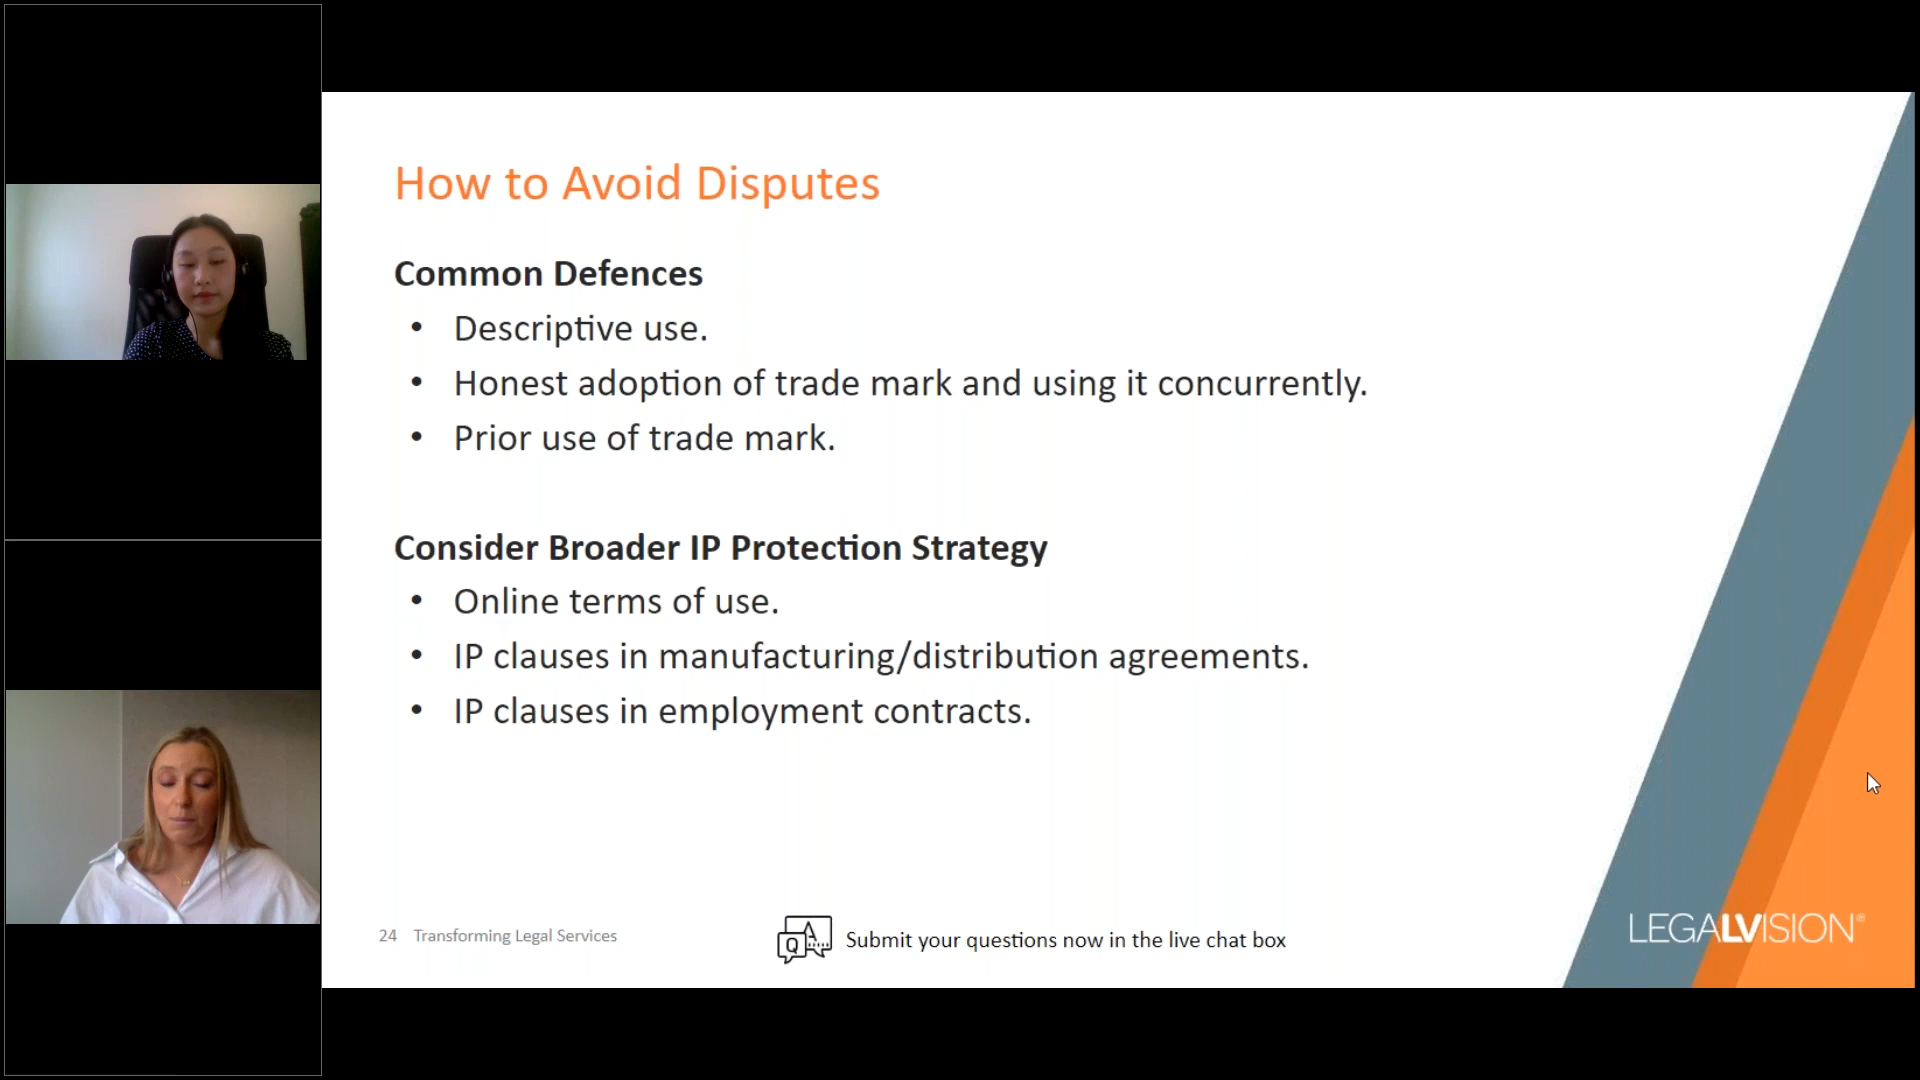 How to Avoid Disputes
Common Defences
• Descriptive use.
• Honest adoption of trade mark and using it concurrently.
• Prior use of trade mark.
Consider Broader IP Protection Strategy
• Online terms of use.
• IP clauses in manufacturing/distribution agreements.
• IP clauses in employment contracts.
24 Transforming Legal Services
Q A
Submit your questions now in the live chat box
LEGALVISION®